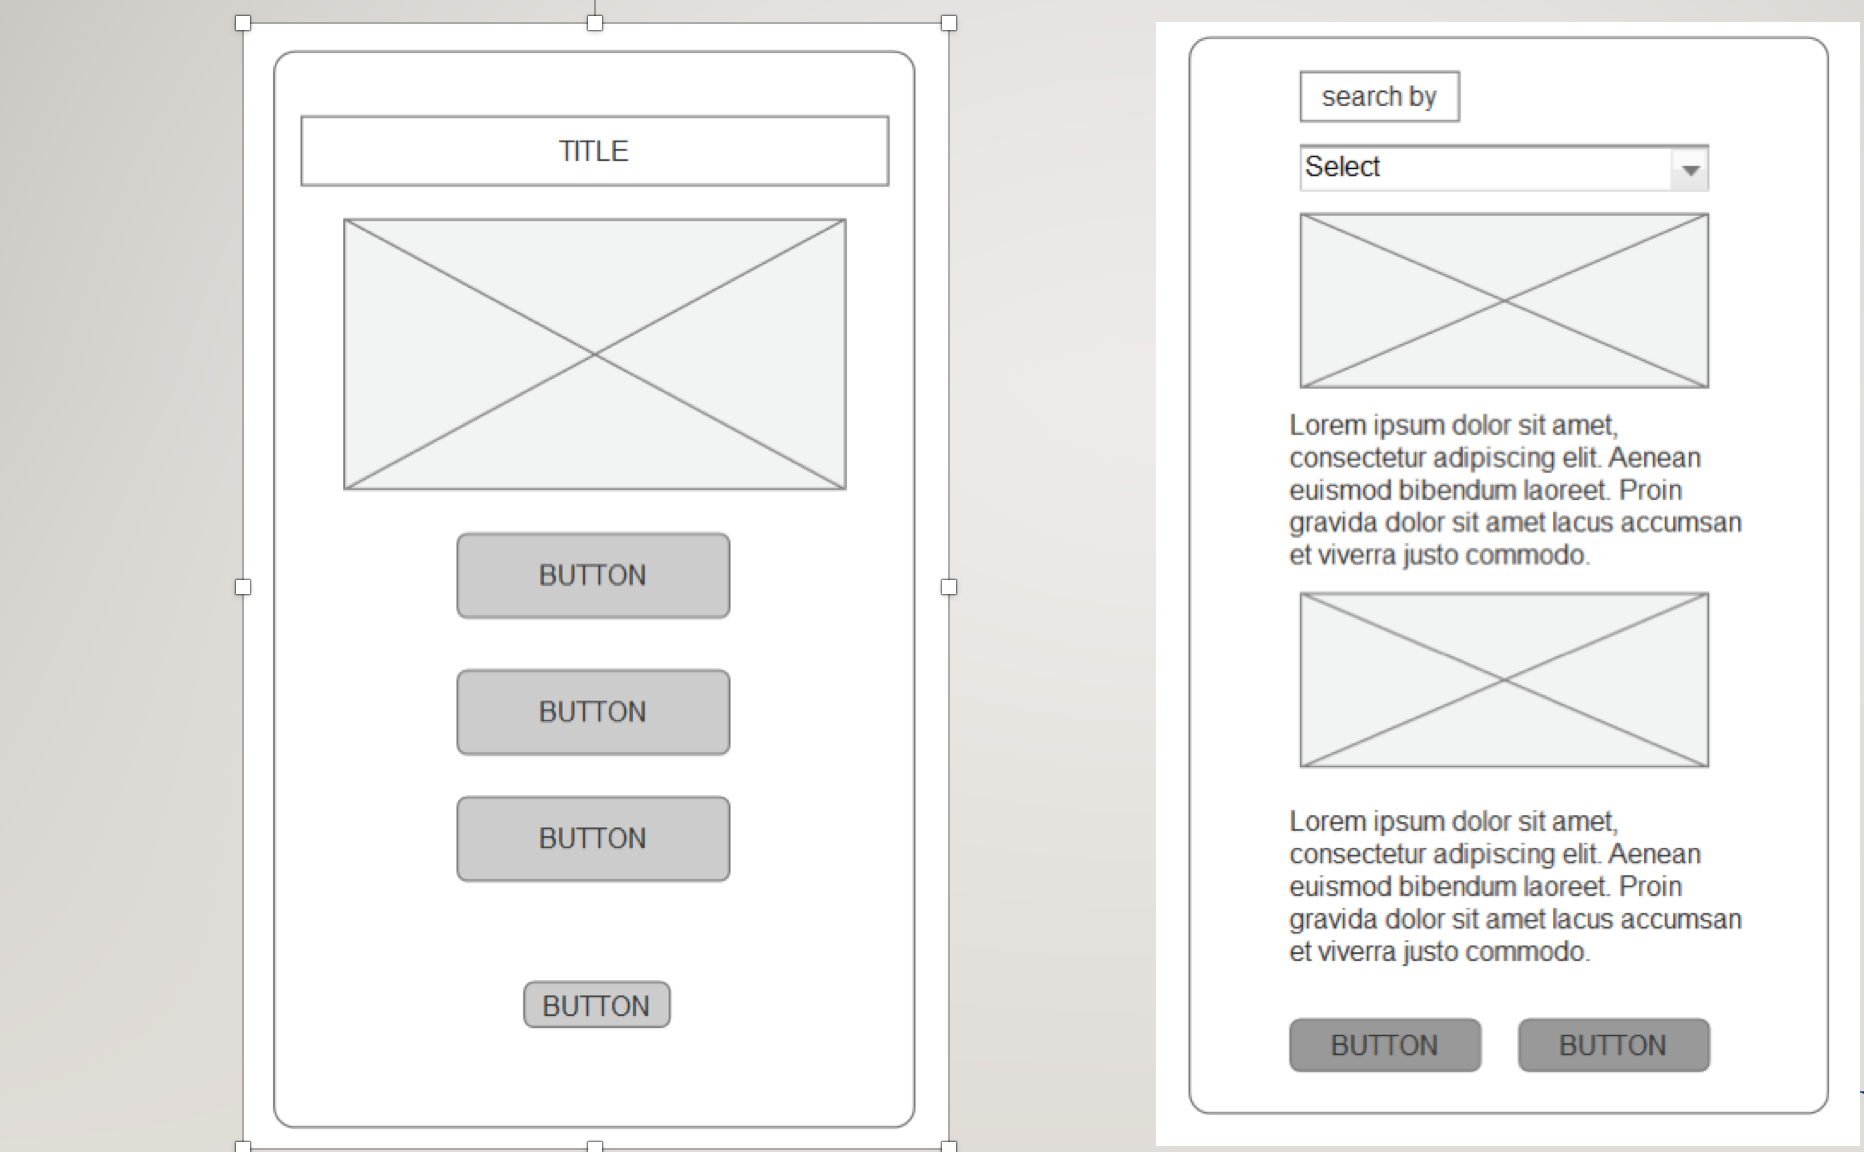 TITLE
BUTTON
BUTTON
BUTTON
BUTTON
search by
Select
Lorem ipsum dolor sit amet,
consectetur adipiscing elit. Aenean
euismod bibendum laoreet. Proin
gravida dolor sit amet lacus accumsan
et viverra justo commodo.
Lorem ipsum dolor sit amet,
consectetur adipiscing elit. Aenean
euismod bibendum laoreet. Proin
gravida dolor sit amet lacus accumsan
et viverra justo commodo.
BUTTON BUTTON